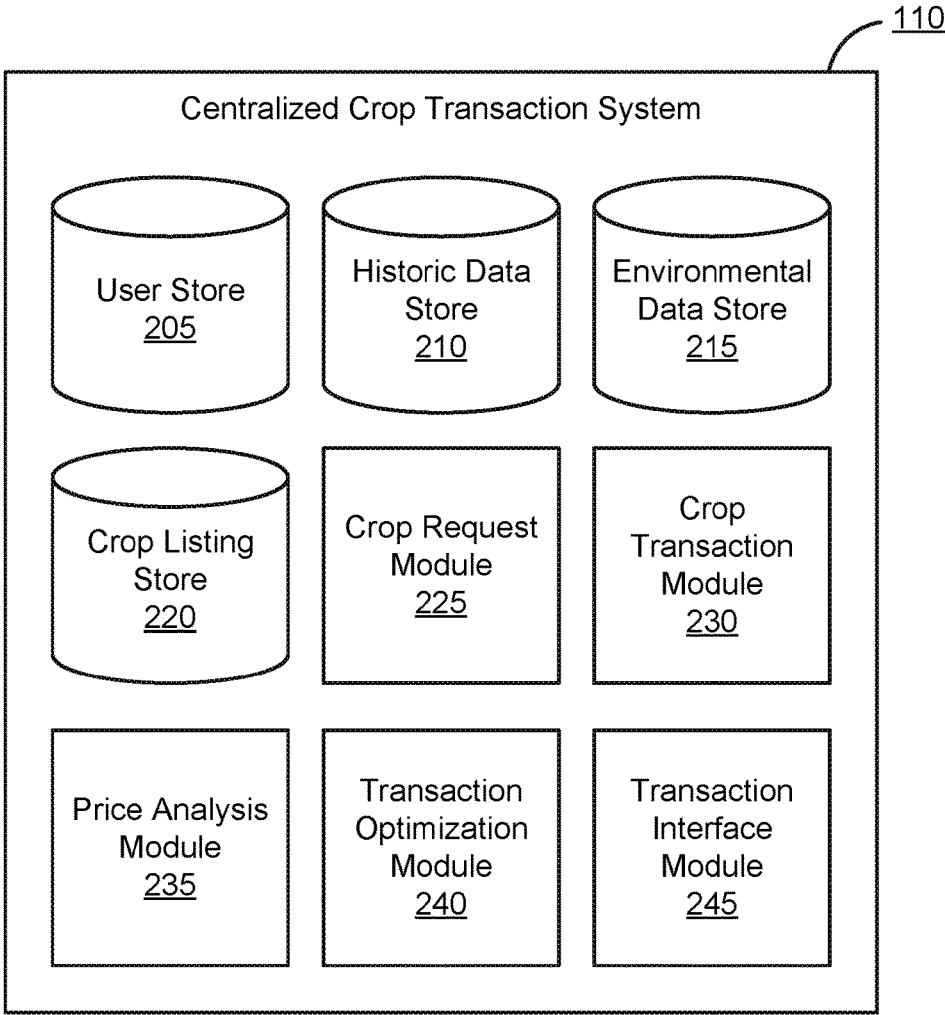 110
Centralized Crop Transaction System
User Store
205
Historic Data
Store
210
Environmental
Data Store
215
Crop Listing
Store
220
Crop Request
Module
225
Crop
Transaction
Module
230
Price Analysis
Module
235
Transaction
Optimization
Module
240
Transaction
Interface
Module
245